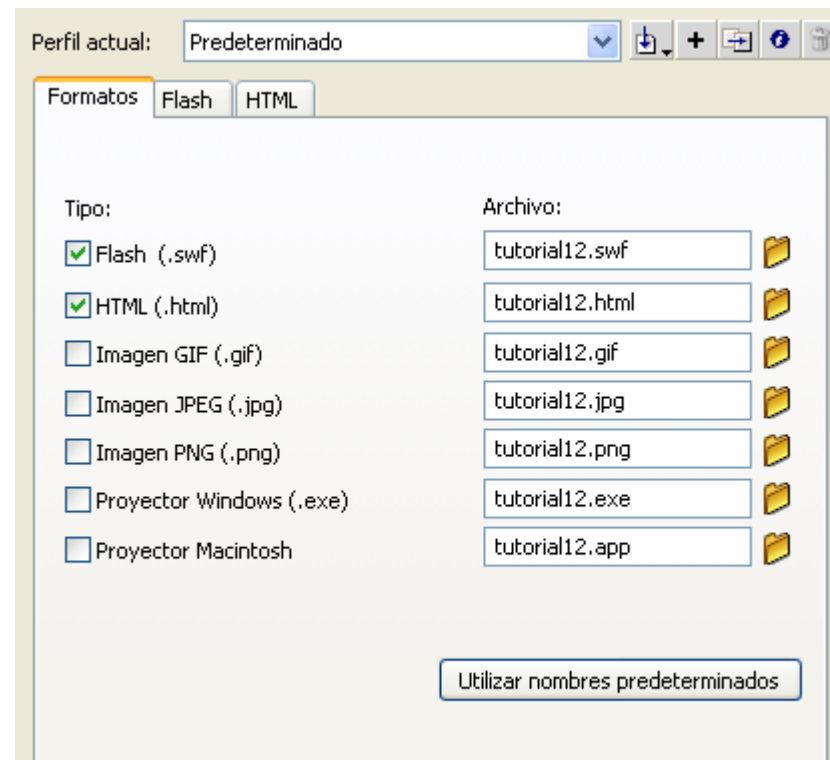 Perfil actual: Predeterminado
Formatos Flash HTML
Tipo: Archivo:
Flash (.swf) tutorial12.swf
HTML (.html) tutorial12.html
Imagen GIF (.gif) tutorial12.gif
Imagen JPEG (.jpg) tutorial12.jpg
Imagen PNG (.png) tutorial12.png
Proyector Windows (.exe) tutorial12.exe
Proyector Macintosh tutorial12.app
Utilizar nombres predeterminados